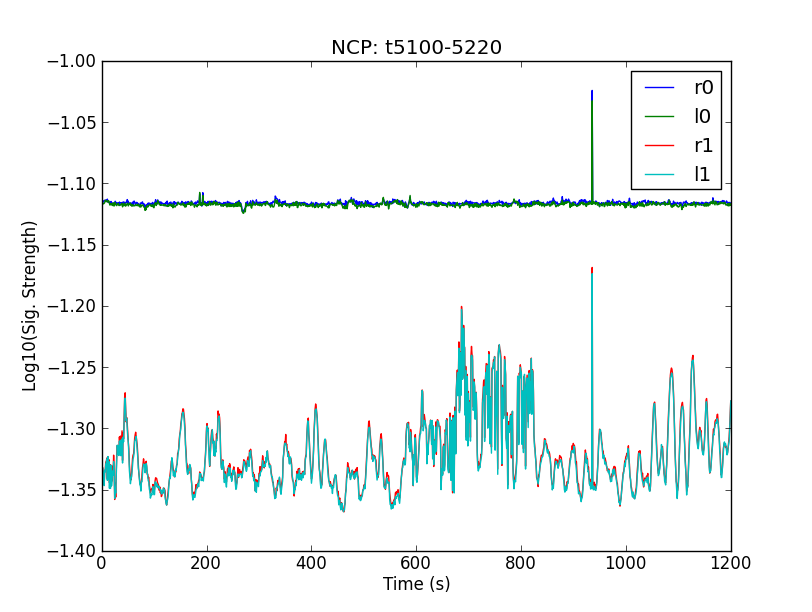 NCP: t5100-5220
−1.00
−1.05
−1.10
−1.15
−1.20
−1.25
−1.30
−1.35
−1.40
Log10(Sig. Strength)
r0
l0
r1
l1
0 200 400 600 800 1000 1200
Time (s)